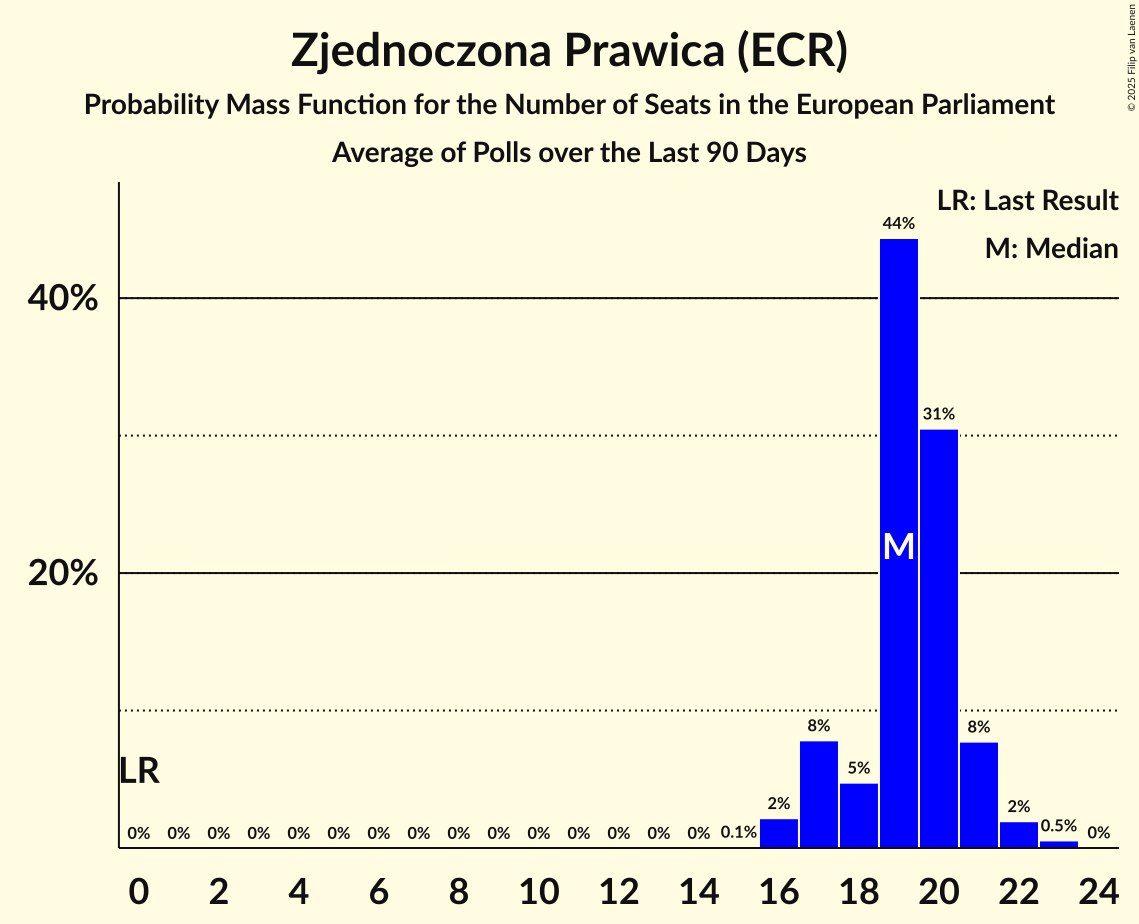 Zjednoczona Prawica (ECR)
Probability Mass Function for the Number of Seats in the European Parliament
Average of Polls over the Last 90 Days
© 2025 Filip van Laenen
LR: Last Result
M: Median
40%
20%
44%
31%
M
8%
5%
8%
2%
2%
LR
0% 0% 0% 0% 0% 0% 0% 0% 0% 0% 0% 0% 0% 0% 0% 0.1% 0.5% 0%
0 2 4 6 8 10 12 14 16 18 20 22 24